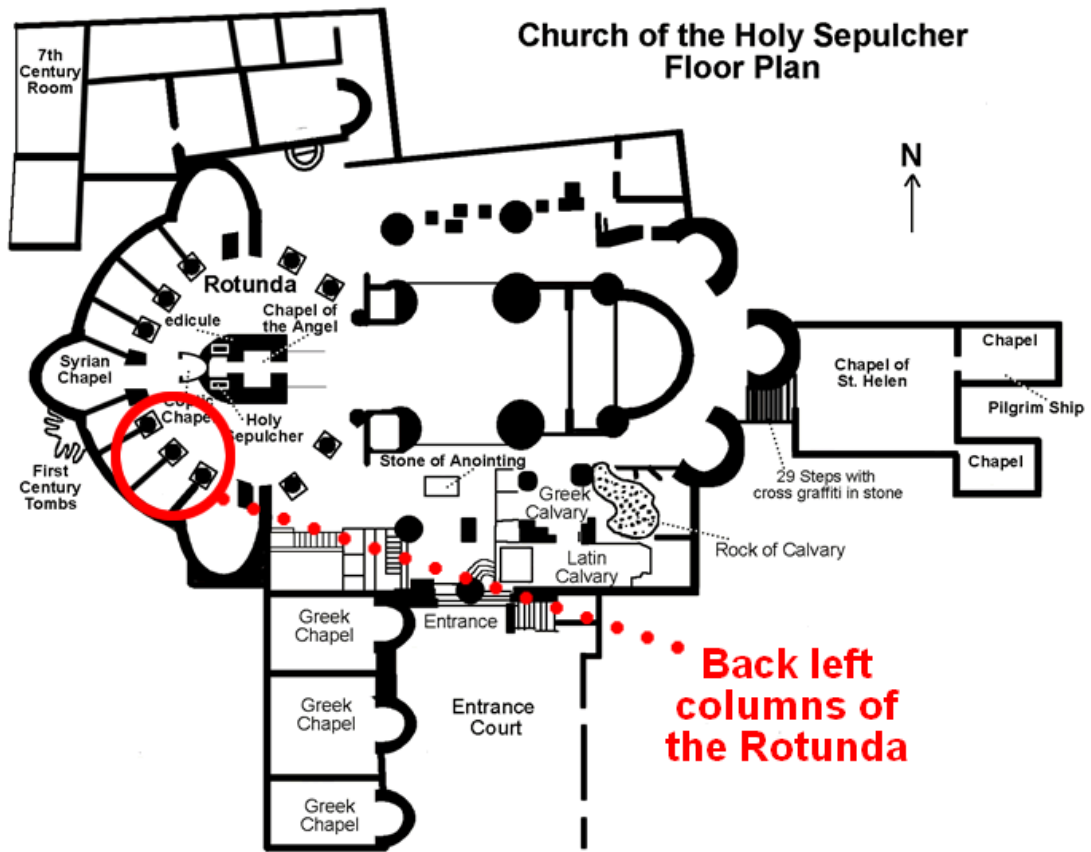 Church of the Holy Sepulcher
Floor Plan
7th
Century
Room
N
Rotunda
edicule
Chapel of
the Angel
Syrian
Chapel
Coptic
Chapel
Holy
Sepulcher
First
Century
Tombs
Stone of Anointing
Greek
Calvary
Latin
Calvary
Rock of Calvary
Chapel of
St. Helen
Chapel
Pilgrim Ship
Chapel
29 Steps with
cross graffiti in stone
Entrance
Greek
Chapel
Greek
Chapel
Greek
Chapel
Entrance
Court
Back left
columns of
the Rotunda